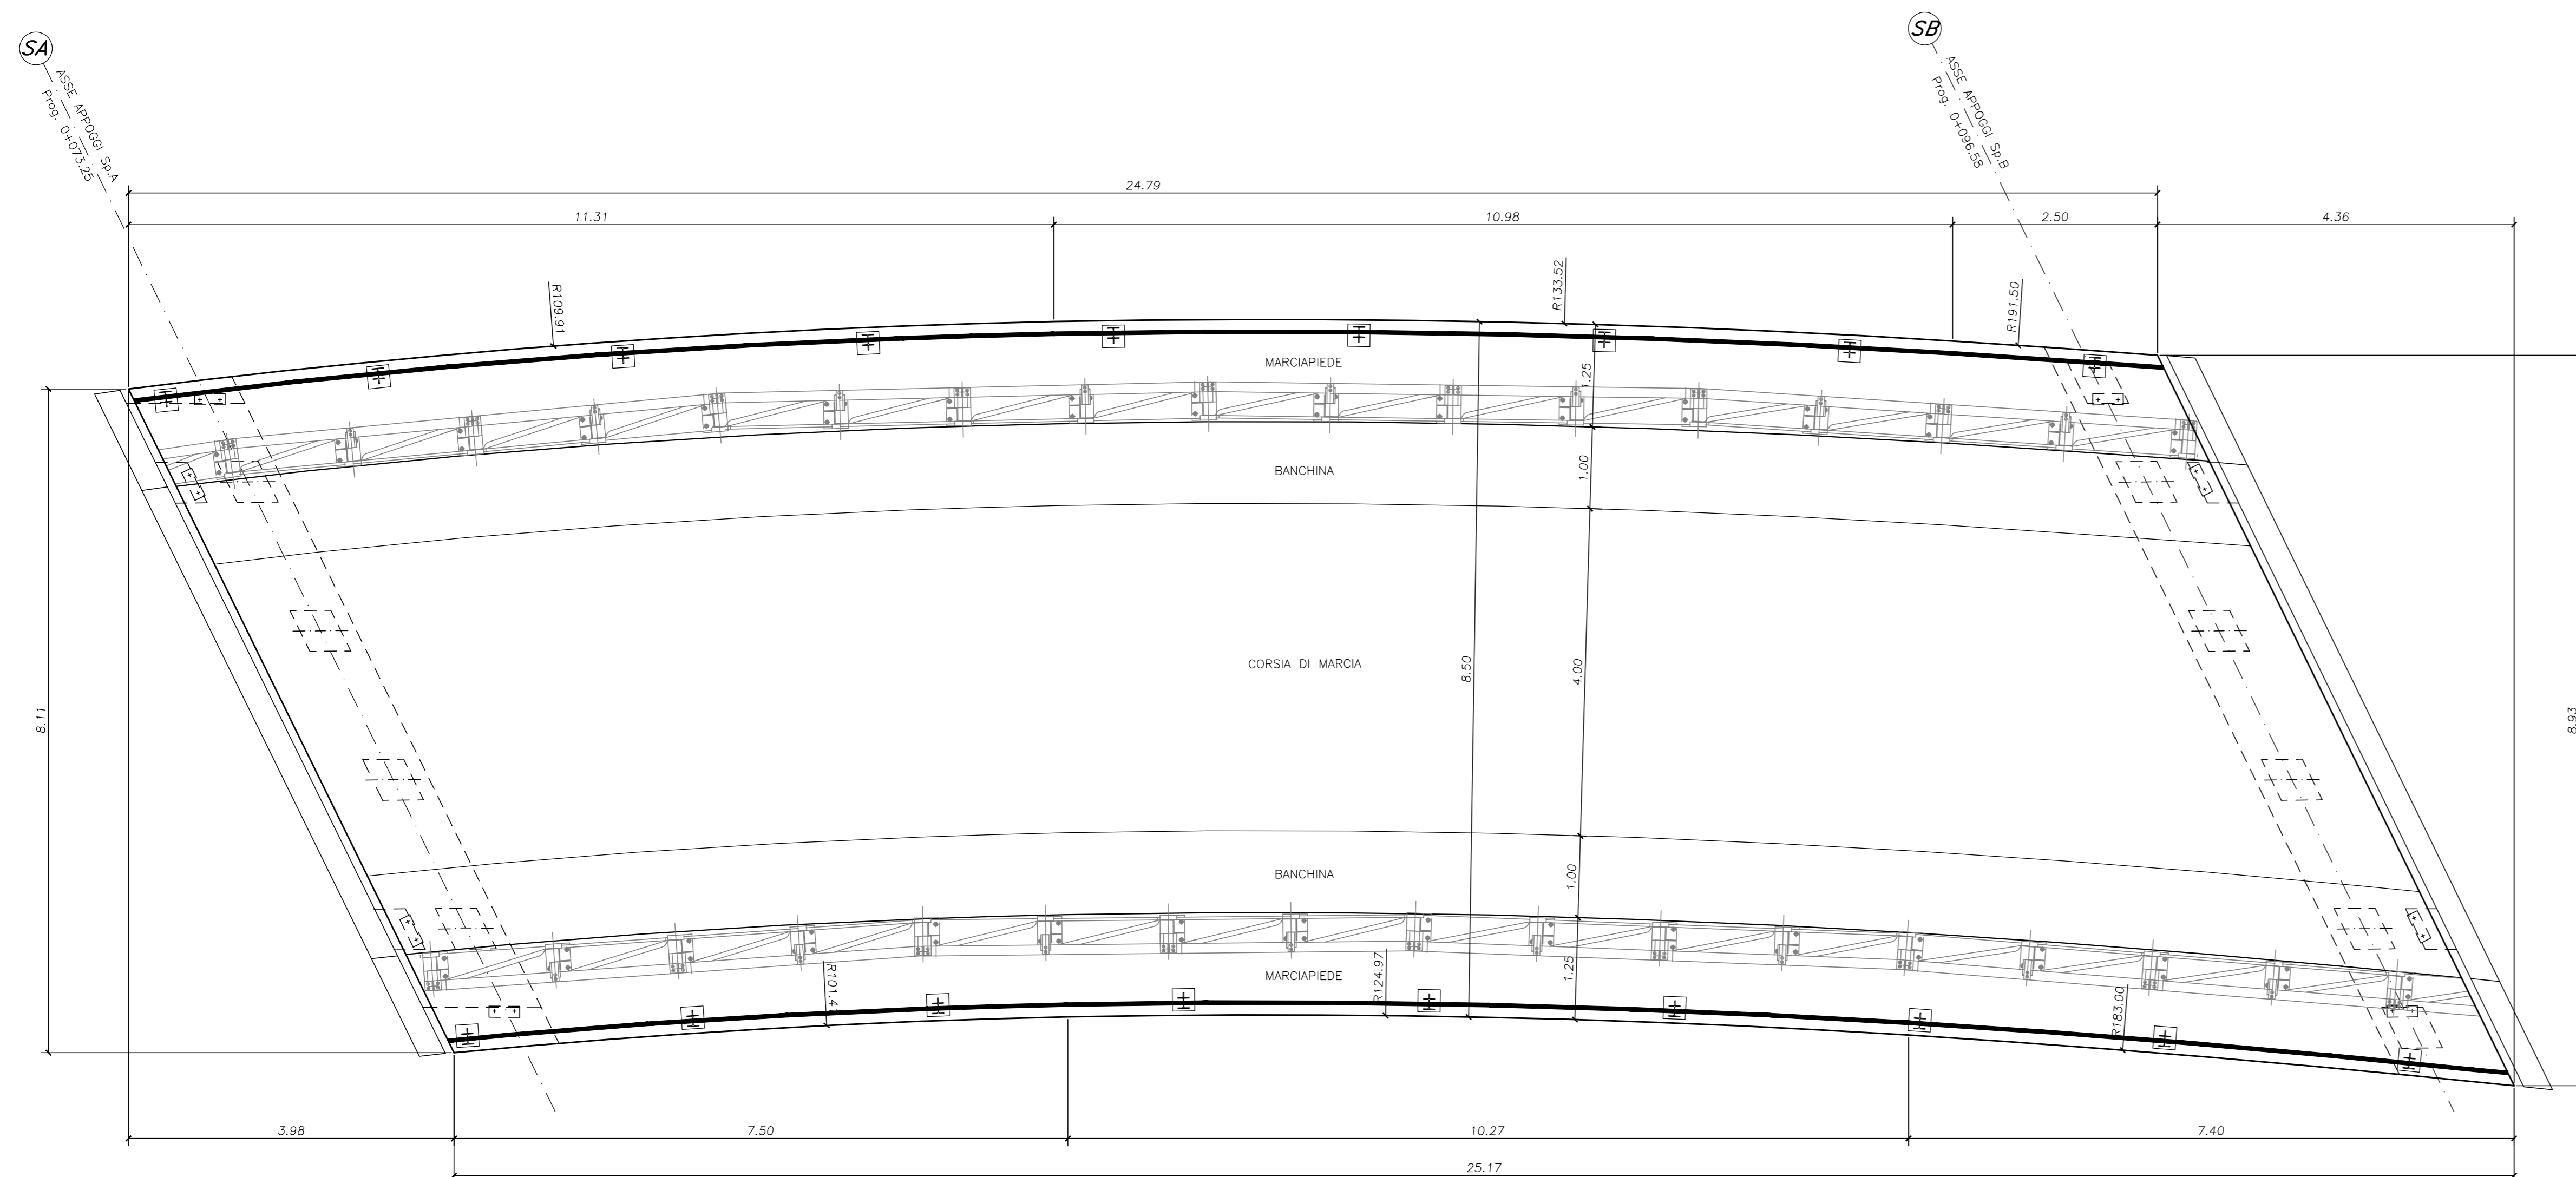 SA
ASSE APPOGGI Sp.A
Prog. 0+073.25
SB
ASSE APPOGGI Sp.B
Prog. 0+096.58
24.79
11.31
10.98
2.50
4.36
R109.91
R133.52
R191.50
MARCIAPIEDE
1.25
BANCHINA
1.00
CORSIA DI MARCIA
8.50
4.00
8.11
8.93
BANCHINA
1.00
MARCIAPIEDE
1.25
R124.97
R183.00
3.98
7.50
10.27
7.40
25.17